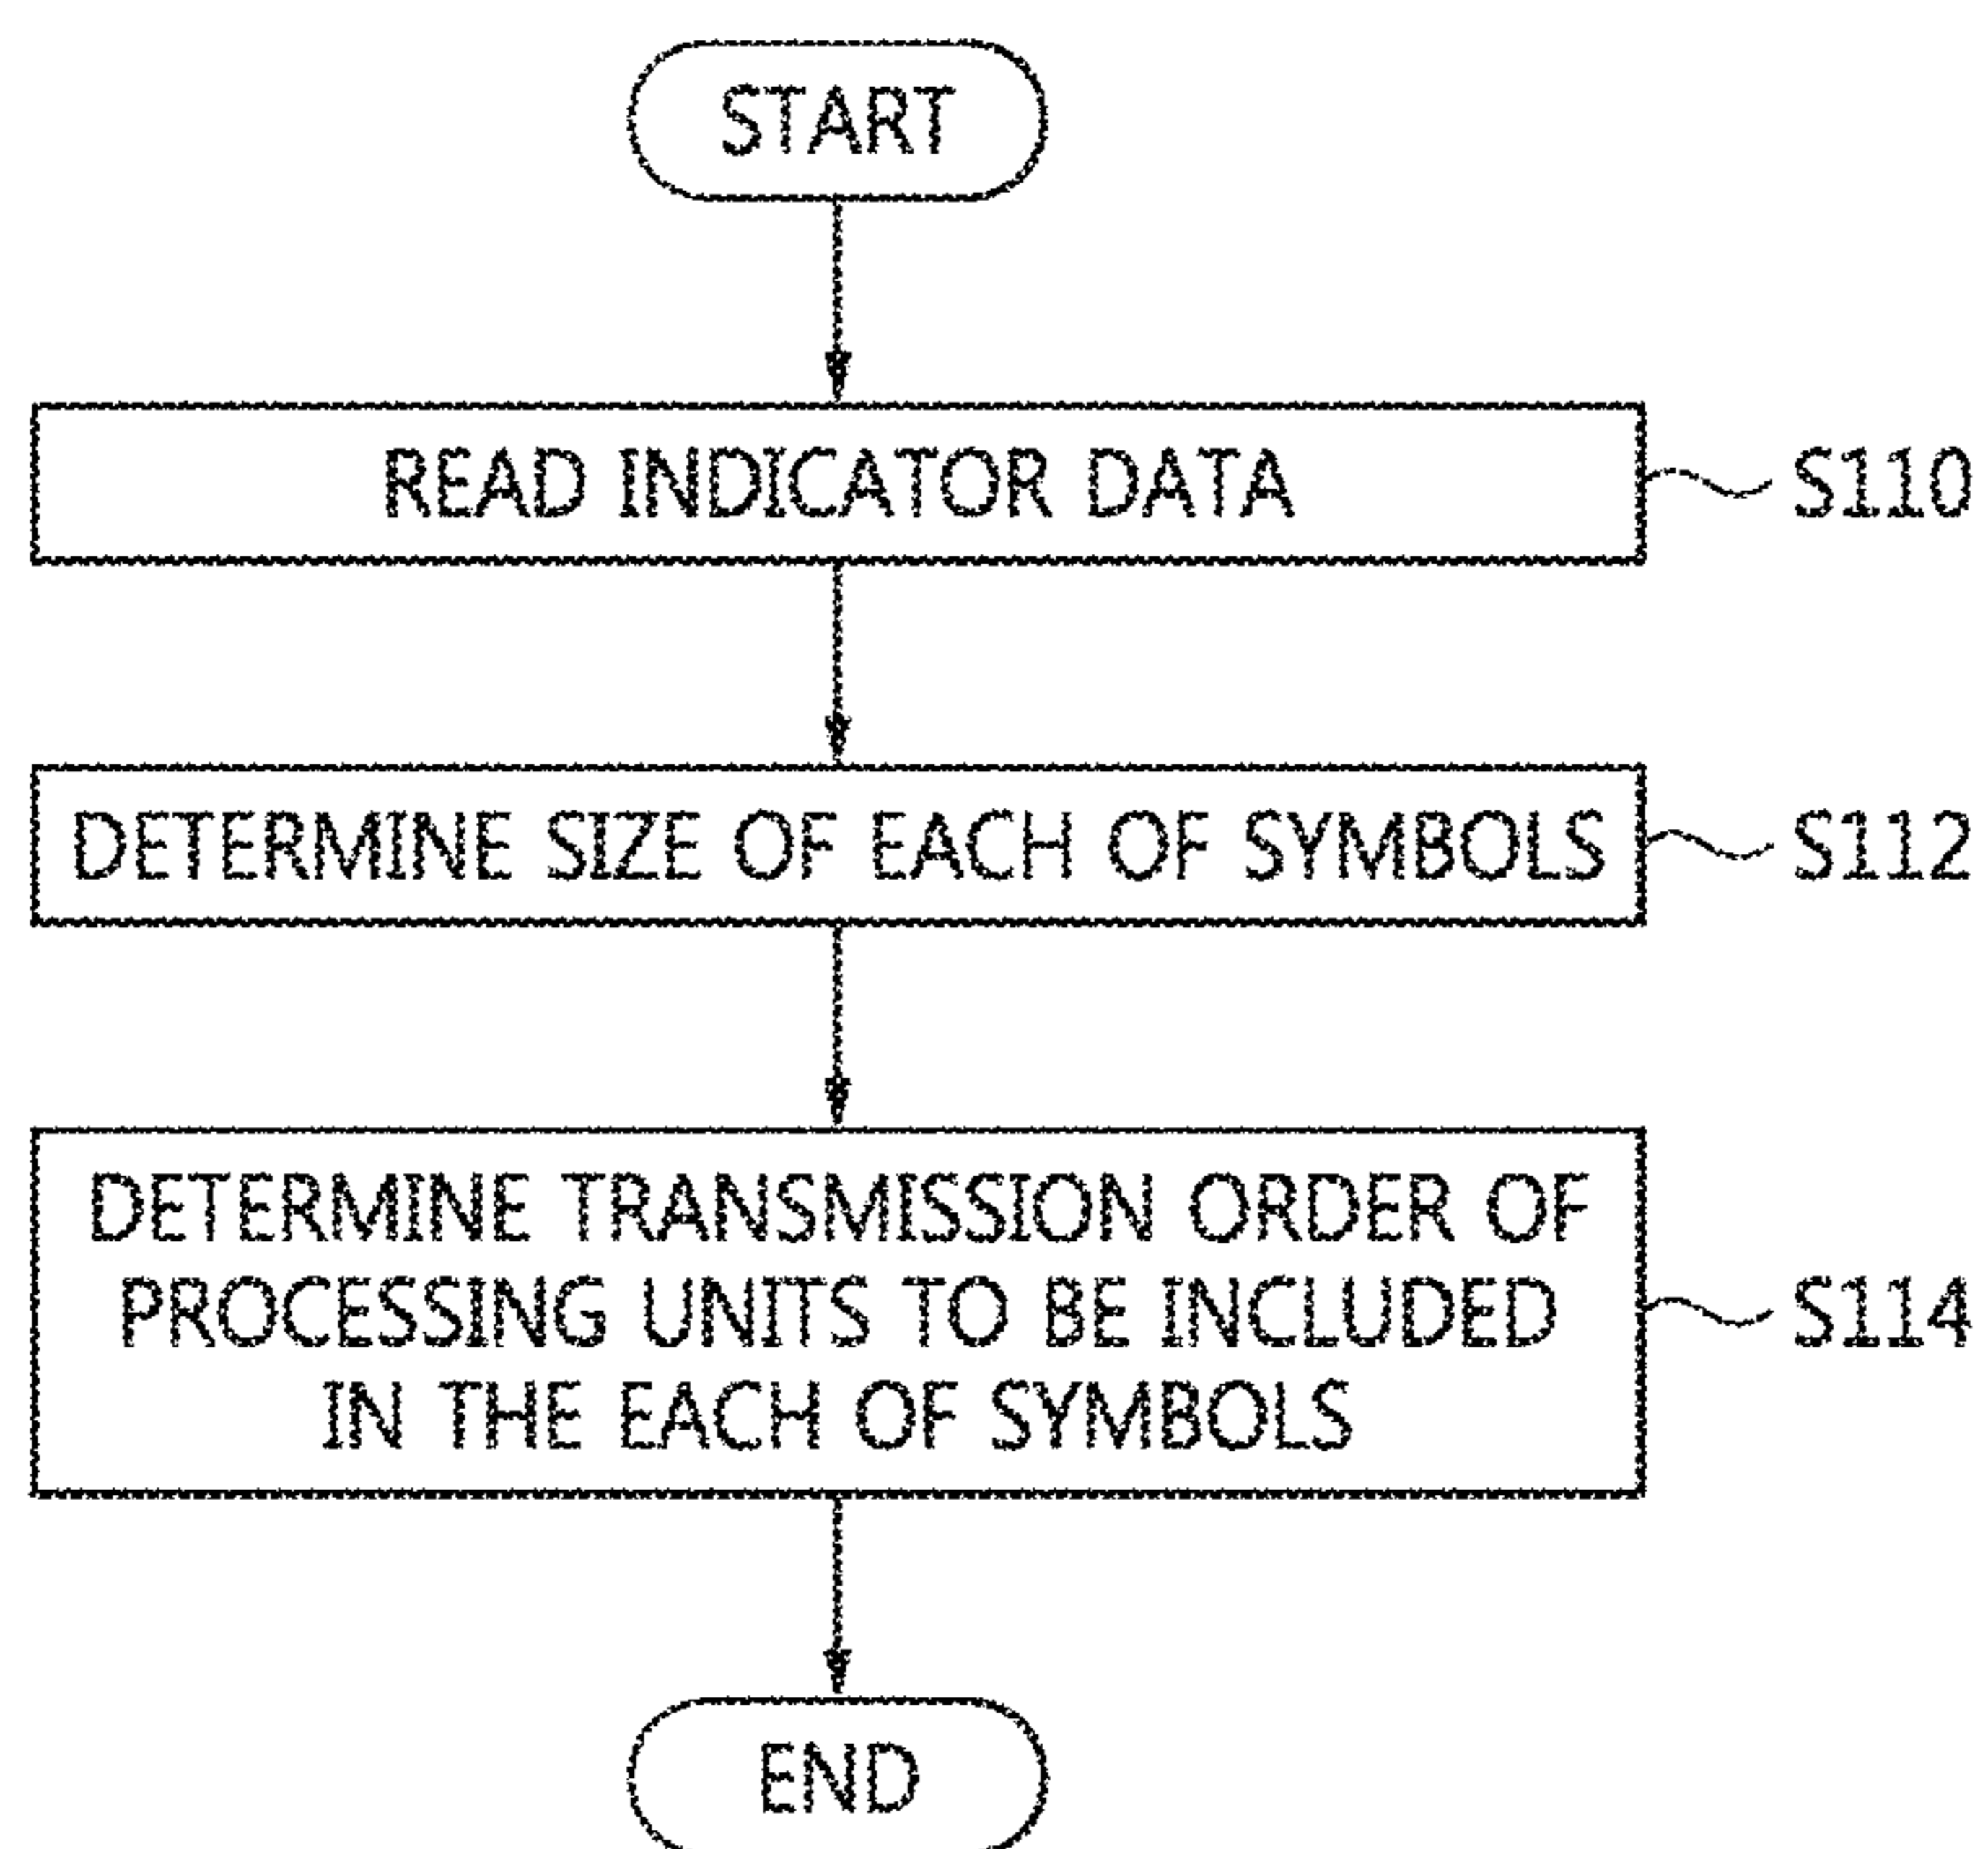 START
READ INDICATOR DATA
S110
DETERMINE SIZE OF EACH OF SYMBOLS
S112
DETERMINE TRANSMISSION ORDER OF
PROCESSING UNITS TO BE INCLUDED
IN THE EACH OF SYMBOLS
S114
END